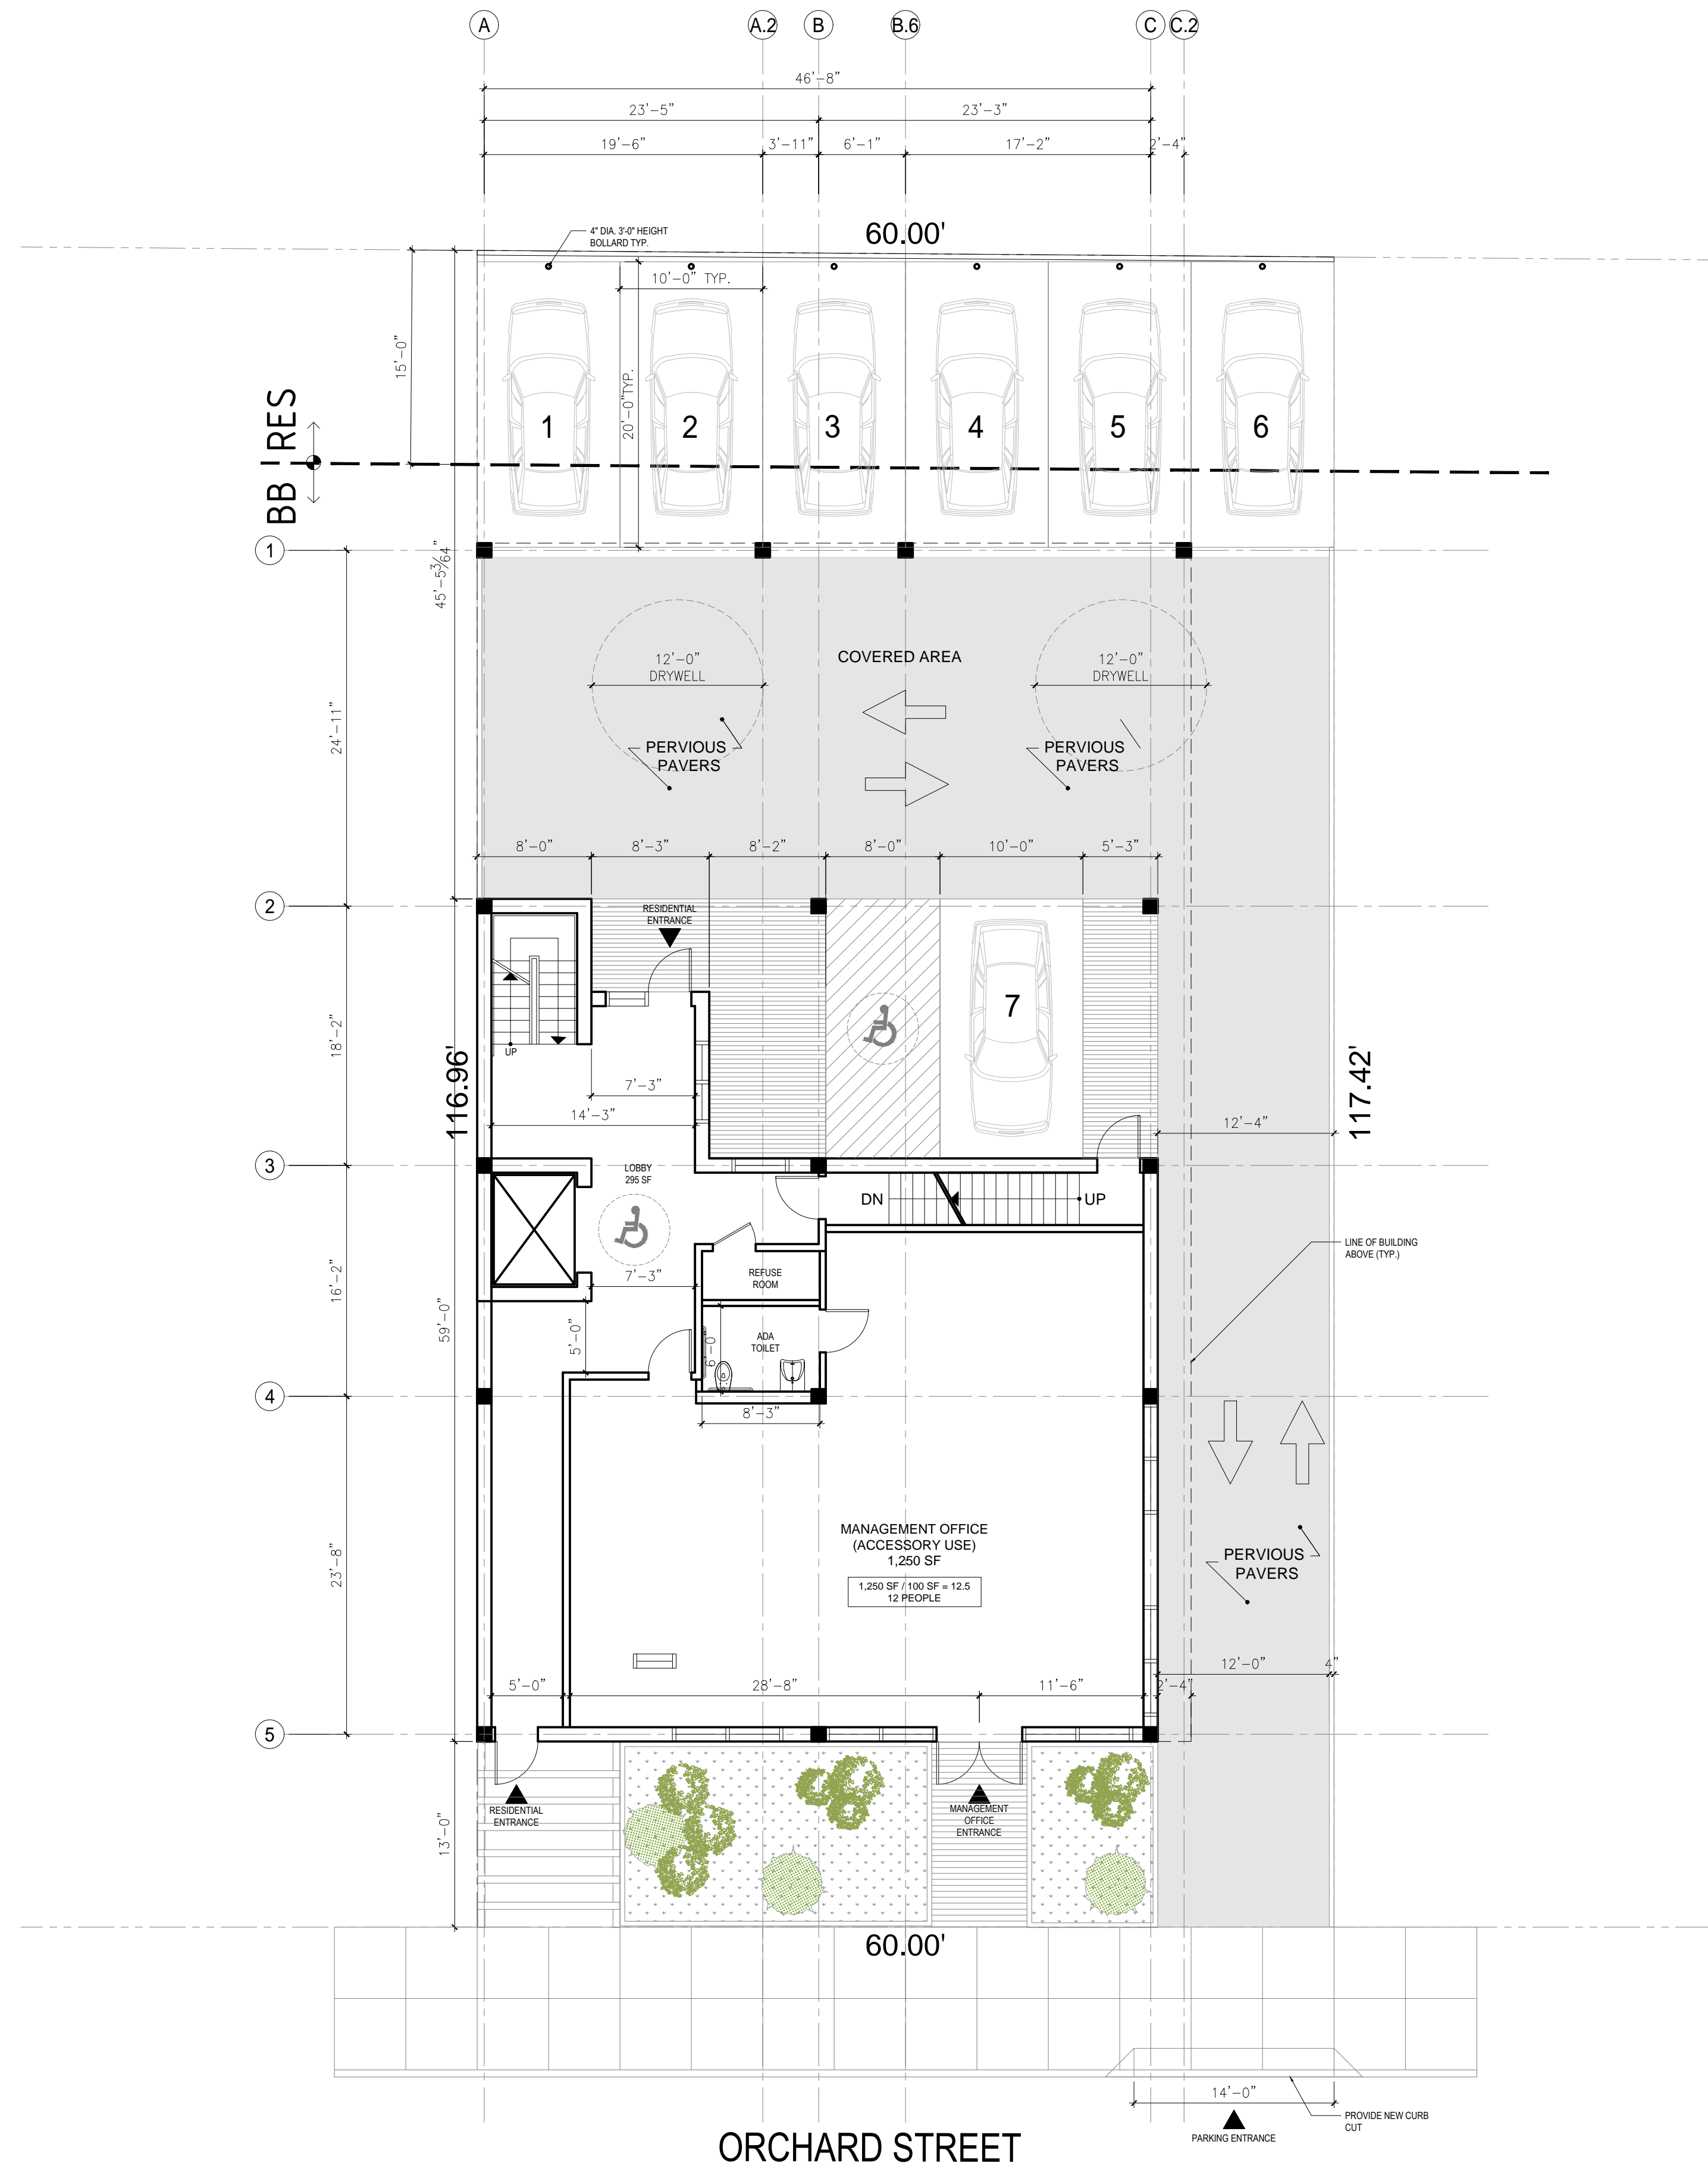 A A.2 B B.6 C C.2
46'-8"
23'-5" 23'-3"
19'-6" 3'-11" 6'-1" 17'-2" 2'-4"
60.00'
4" DIA. 3'-0" HEIGHT
BOLLARD TYP.
10'-0" TYP.
15'-0"
20'-0"TYP.
1 2 3 4 5 6
RES
BB
1
45'-5 3/64"
COVERED AREA
12'-0"
DRYWELL
12'-0"
DRYWELL
24'-11"
PERVIOUS
PAVERS
PERVIOUS
PAVERS
8'-0" 8'-3" 8'-2" 8'-0" 10'-0" 5'-3"
2
RESIDENTIAL
ENTRANCE
7
18'-2"
UP
116.96'
117.42'
7'-3"
14'-3"
12'-4"
3
LOBBY
295 SF
DN UP
LINE OF BUILDING
ABOVE (TYP.)
16'-2"
7'-3"
REFUSE
ROOM
59'-0"
5'-0"
6'-0"
ADA
TOILET
4
8'-3"
MANAGEMENT OFFICE
(ACCESSORY USE)
1,250 SF
1,250 SF / 100 SF = 12.5
12 PEOPLE
23'-8"
PERVIOUS
PAVERS
12'-0" 4"
5'-0" 28'-8" 11'-6" 2'-4"
5
13'-0"
RESIDENTIAL
ENTRANCE
MANAGEMENT
OFFICE
ENTRANCE
60.00'
14'-0"
PROVIDE NEW CURB
CUT
PARKING ENTRANCE
ORCHARD STREET